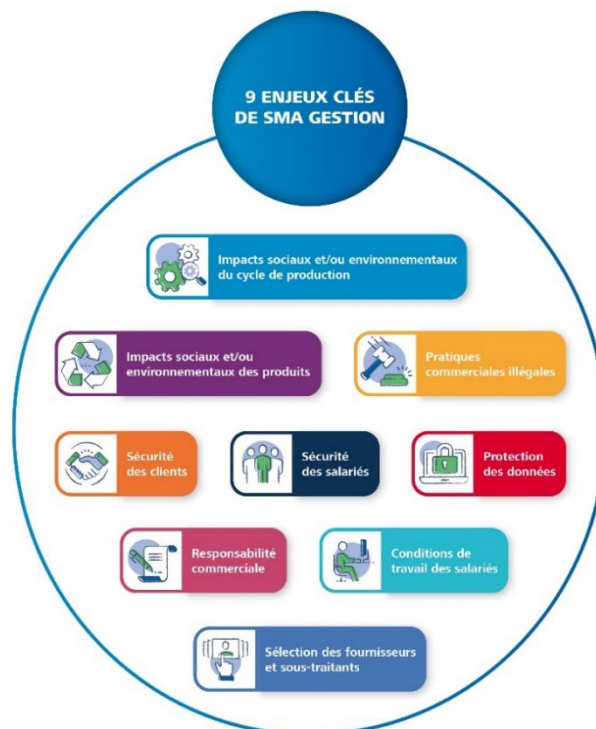 9 ENJEUX CLÉS
DE SMA GESTION
Impacts sociaux et/ou environnementaux
du cycle de production
Impacts sociaux et/ou
environnementaux des produits
Pratiques
commerciales illégales
Sécurité
des clients
Sécurité
des salariés
Protection
des données
Responsabilité
commerciale
Conditions de
travail des salariés
Sélection des fournisseurs
et sous-traitants